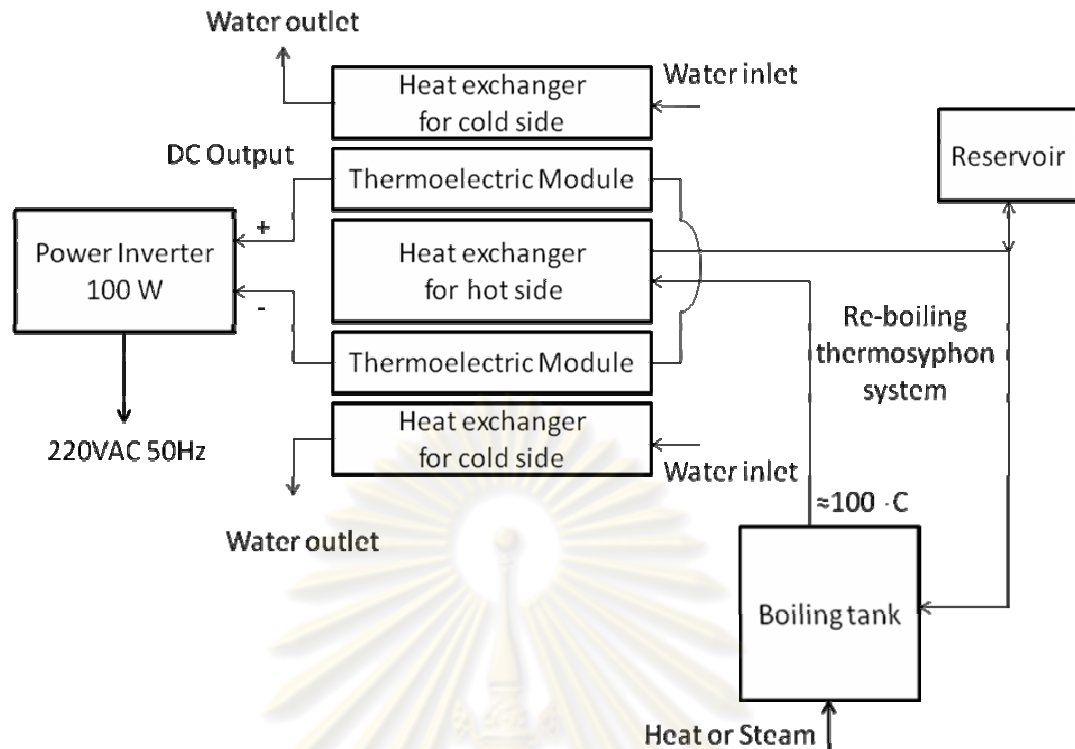 Water outlet
Heat exchanger
for cold side
Water inlet
DC Output
Thermoelectric Module
Reservoir
+
Power Inverter
100 W
-
Heat exchanger
for hot side
Re-boiling
thermosyphon
system
Thermoelectric Module
220VAC 50Hz
Heat exchanger
for cold side
Water inlet
≈100 ·C
Water outlet
Boiling tank
Heat or Steam